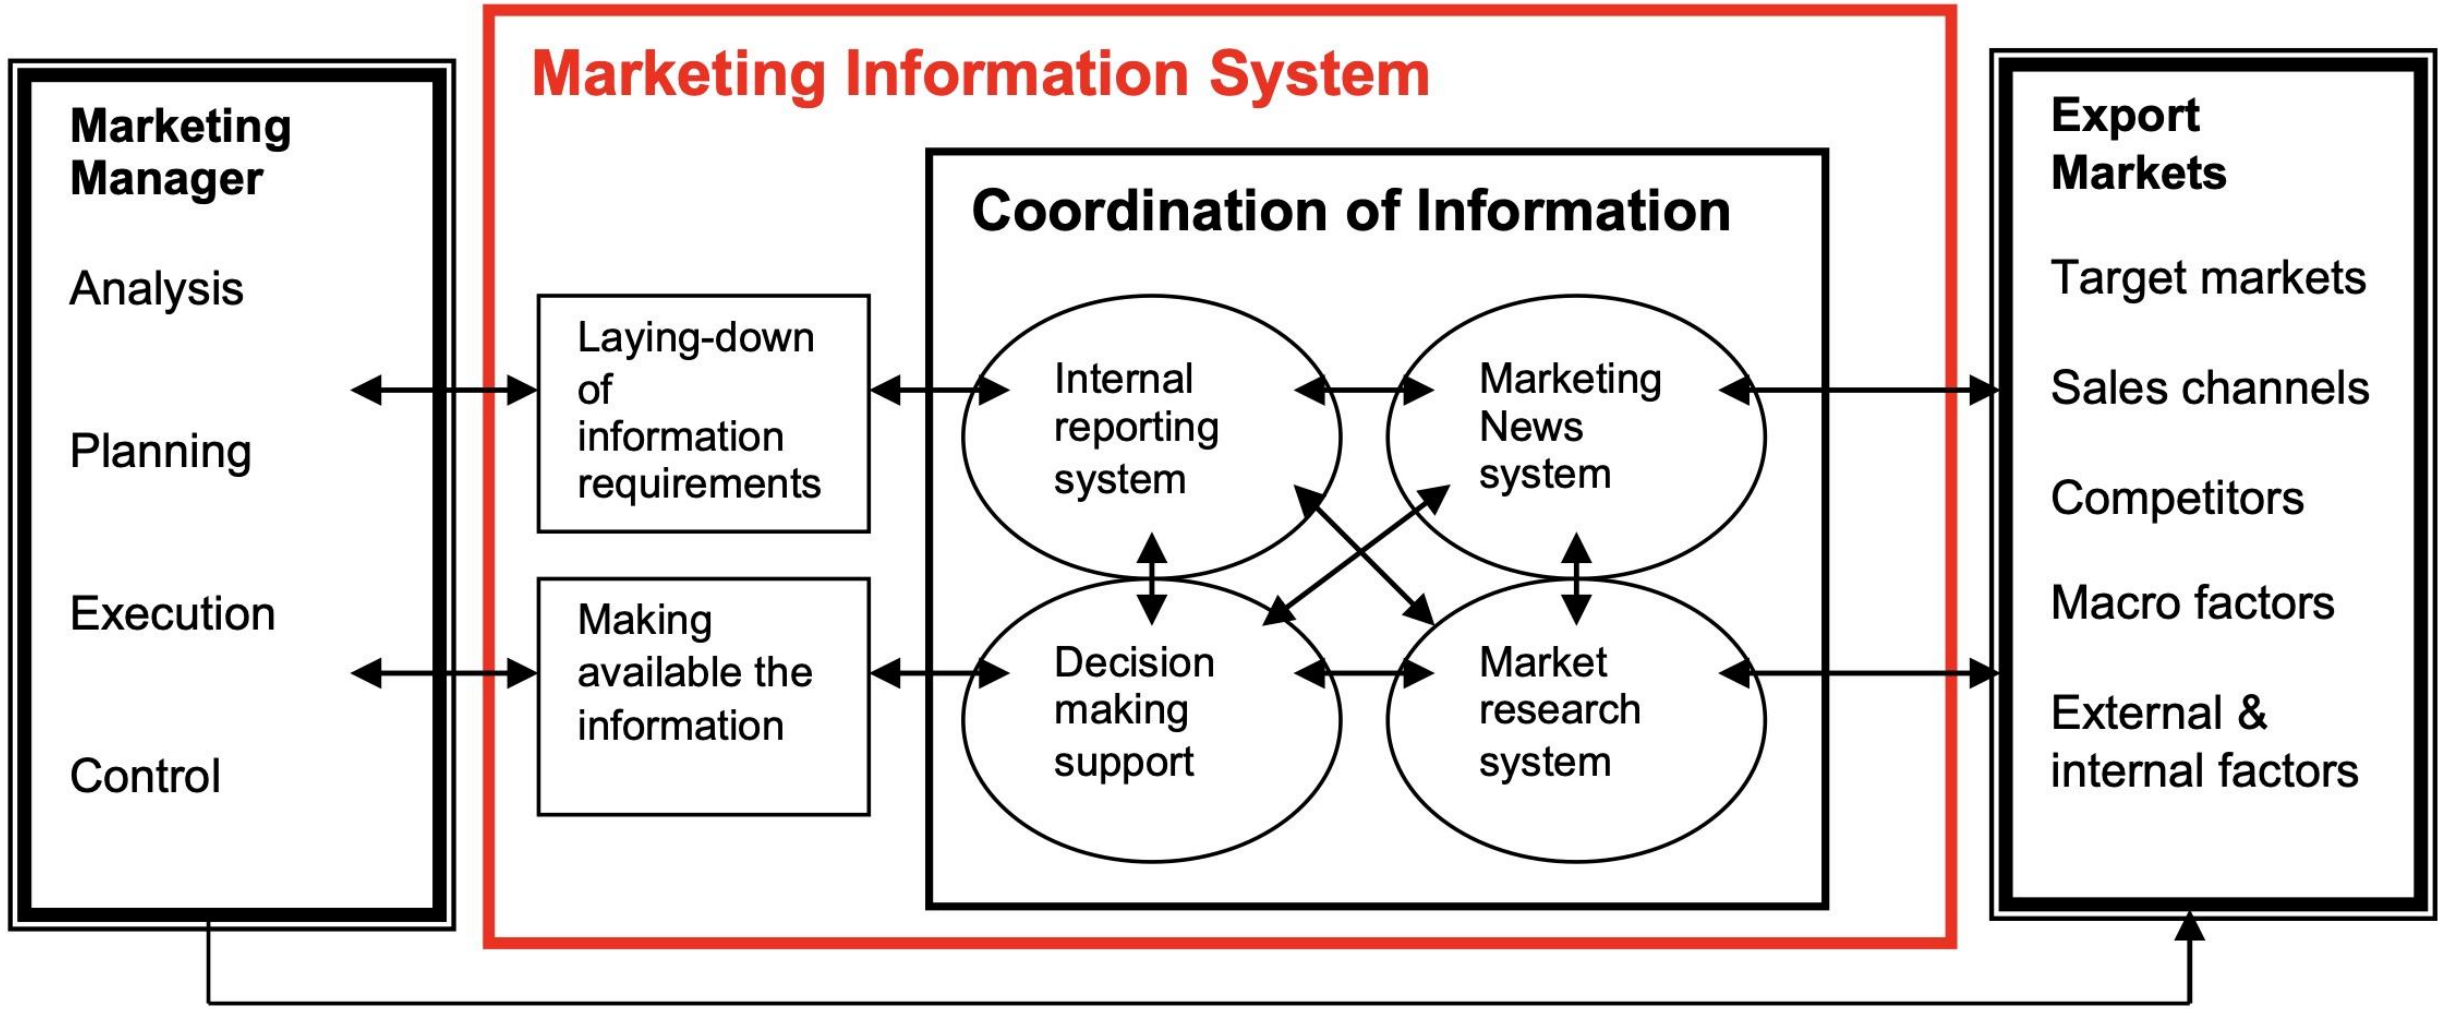 Marketing Information System
Marketing
Manager
Analysis
Planning
Execution
Control
Laying-down
of
information
requirements
Making
available the
information
Coordination of Information
Internal
reporting
system
Marketing
News
system
Decision
making
support
Market
research
system
Export
Markets
Target markets
Sales channels
Competitors
Macro factors
External &
internal factors